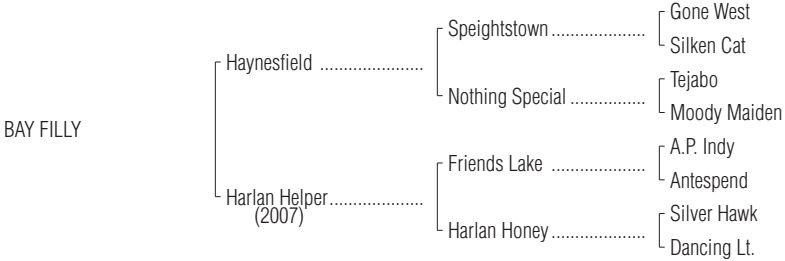 Gone West
Speightstown ....................
Silken Cat
Haynesfield ......................
Tejabo
Nothing Special ................
Moody Maiden
BAY FILLY
A.P. Indy
Friends Lake ....................
Antespend
Harlan Helper....................
(2007)
Silver Hawk
Harlan Honey....................
Dancing Lt.